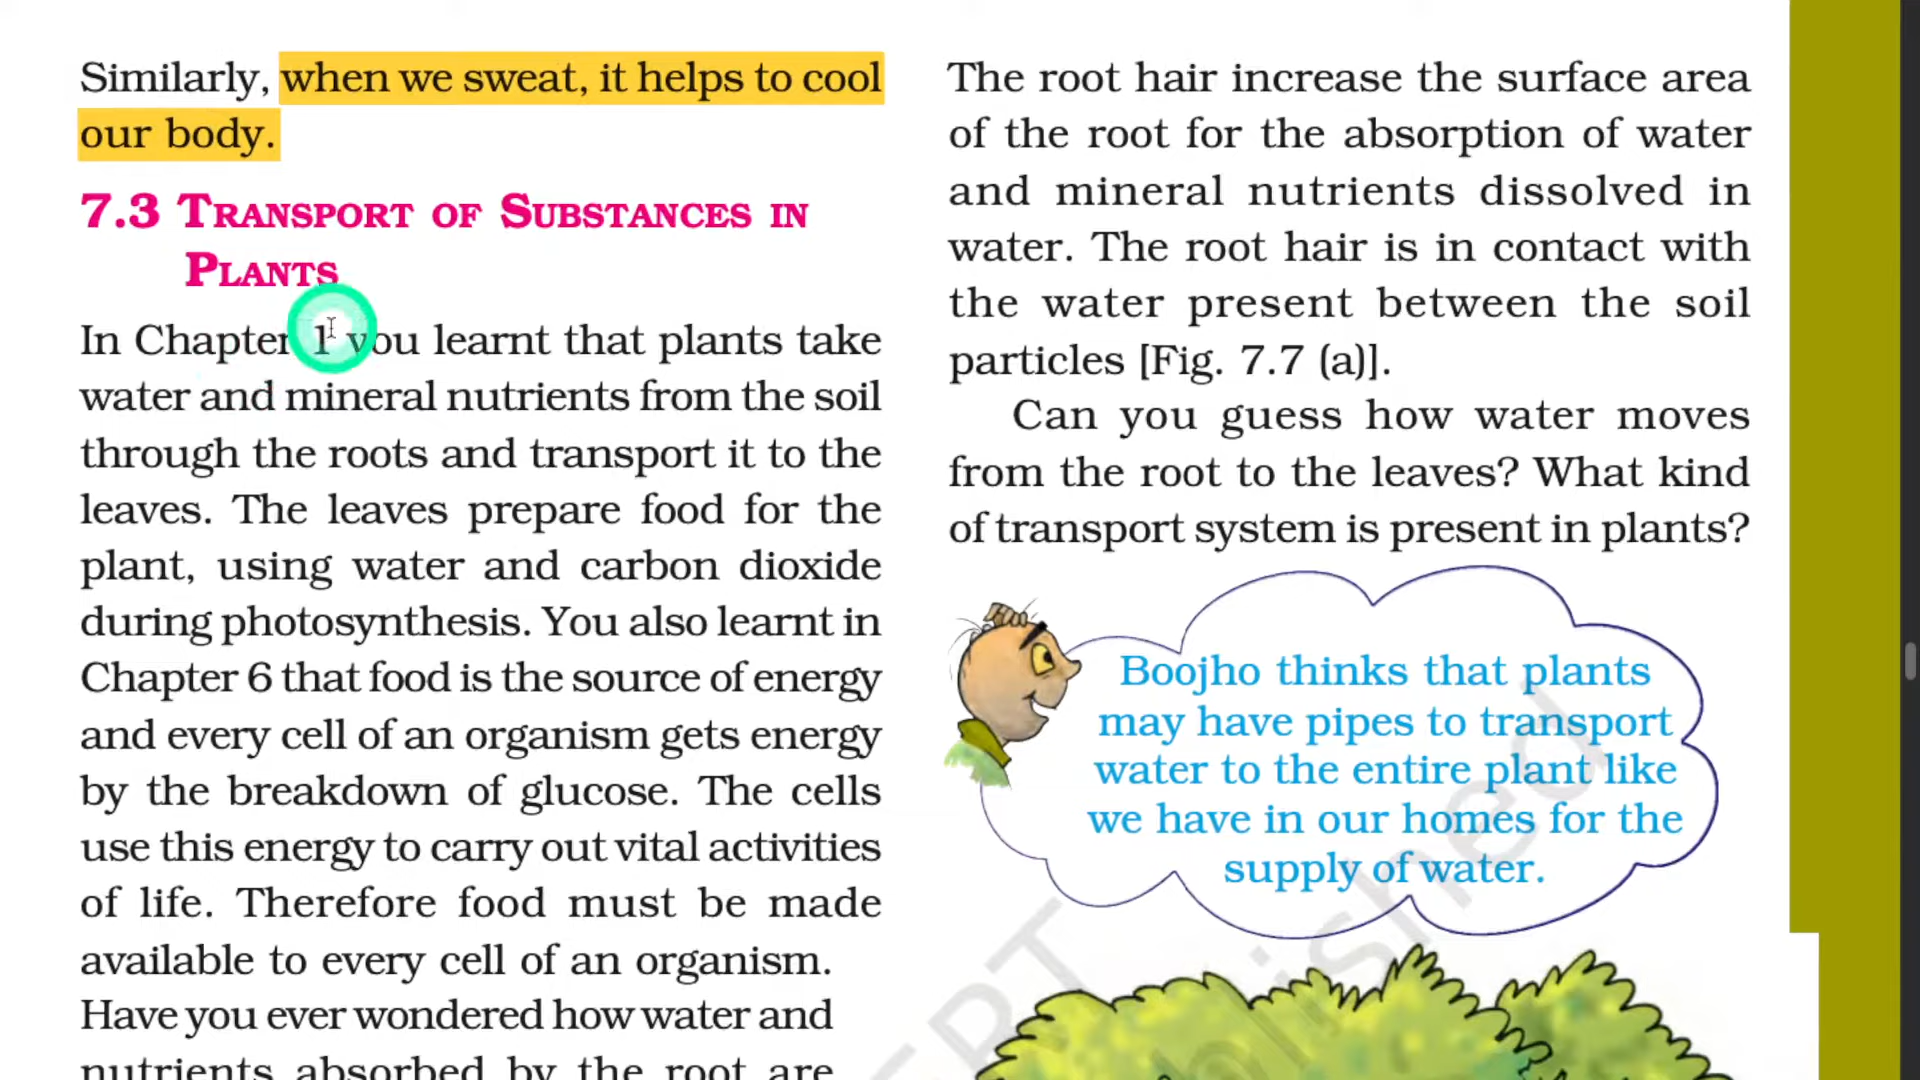 Similarly, when we sweat, it helps to cool
our body.
7.3 TRANSPORT OF SUBSTANCES IN
PLANTS
In Chapter 1 you learnt that plants take
water and mineral nutrients from the soil
through the roots and transport it to the
leaves. The leaves prepare food for the
plant, using water and carbon dioxide
during photosynthesis. You also learnt in
Chapter 6 that food is the source of energy
and every cell of an organism gets energy
by the breakdown of glucose. The cells
use this energy to carry out vital activities
of life. Therefore food must be made
available to every cell of an organism.
Have you ever wondered how water and
nutrients absorbed by the root are
The root hair increase the surface area
of the root for the absorption of water
and mineral nutrients dissolved in
water. The root hair is in contact with
the water present between the soil
particles [Fig. 7.7 (a)].
Can you guess how water moves
from the root to the leaves? What kind
of transport system is present in plants?
Boojho thinks that plants
may have pipes to transport
water to the entire plant like
we have in our homes for the
supply of water.